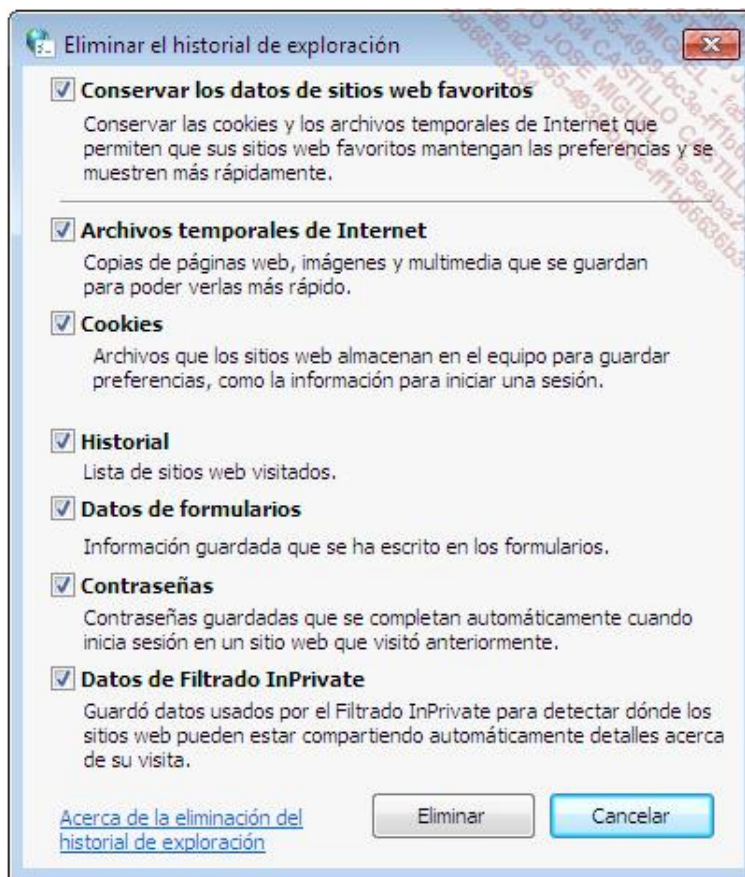 Eliminar el historial de exploración
Conservar los datos de sitios web favoritos
Conservar las cookies y los archivos temporales de Internet que
permiten que sus sitios web favoritos mantengan las preferencias y se
muestren más rápidamente.
Archivos temporales de Internet
Copias de páginas web, imágenes y multimedia que se guardan
para poder verlas más rápido.
Cookies
Archivos que los sitios web almacenan en el equipo para guardar
preferencias, como la información para iniciar una sesión.
Historial
Lista de sitios web visitados.
Datos de formularios
Información guardada que se ha escrito en los formularios.
Contraseñas
Contraseñas guardadas que se completan automáticamente cuando
inicia sesión en un sitio web que visitó anteriormente.
Datos de Filtrado InPrivate
Guardó datos usados por el Filtrado InPrivate para detectar dónde los
sitios web pueden estar compartiendo automáticamente detalles acerca
de su visita.
Acerca de la eliminación del
historial de exploración
Eliminar
Cancelar